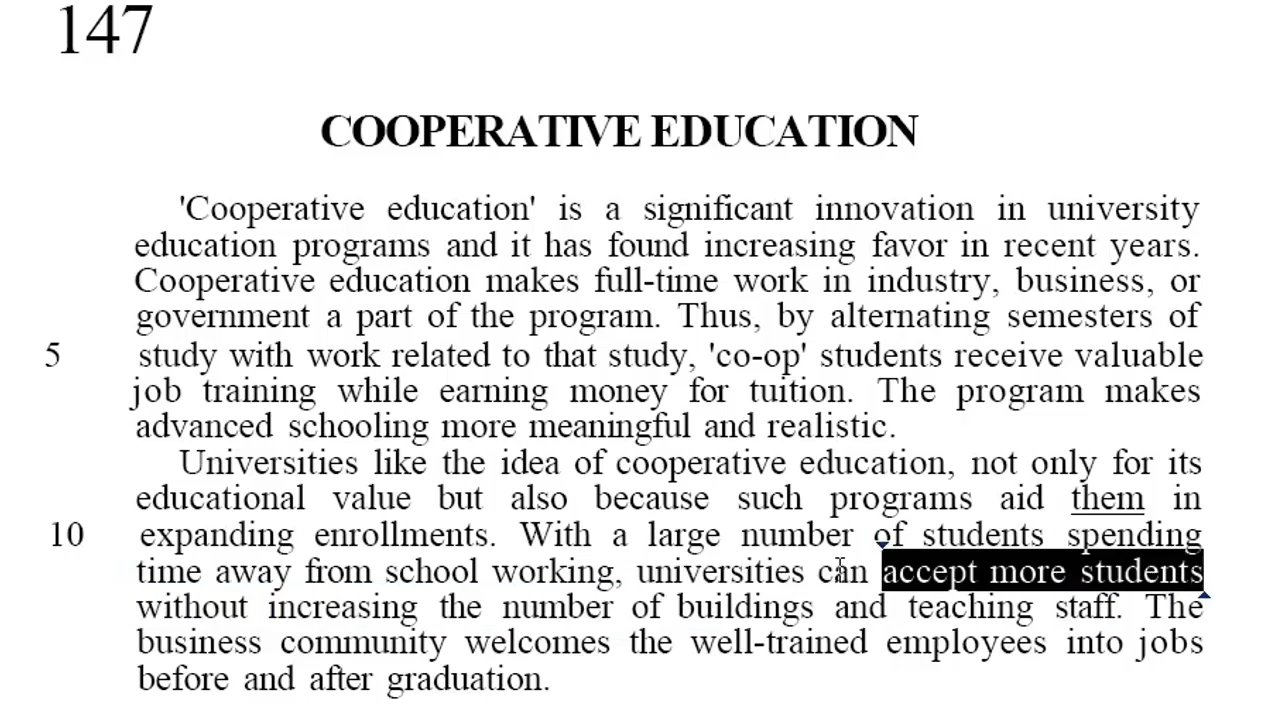 147
COOPERATIVE EDUCATION
'Cooperative education' is a significant innovation in university
education programs and it has found increasing favor in recent years.
Cooperative education makes full-time work in industry, business, or
government a part of the program. Thus, by alternating semesters of
5 study with work related to that study, 'co-op' students receive valuable
job training while earning money for tuition. The program makes
advanced schooling more meaningful and realistic.
Universities like the idea of cooperative education, not only for its
educational value but also because such programs aid them in
10 expanding enrollments. With a large number of students spending
time away from school working, universities can accept more students
without increasing the number of buildings and teaching staff. The
business community welcomes the well-trained employees into jobs
before and after graduation.